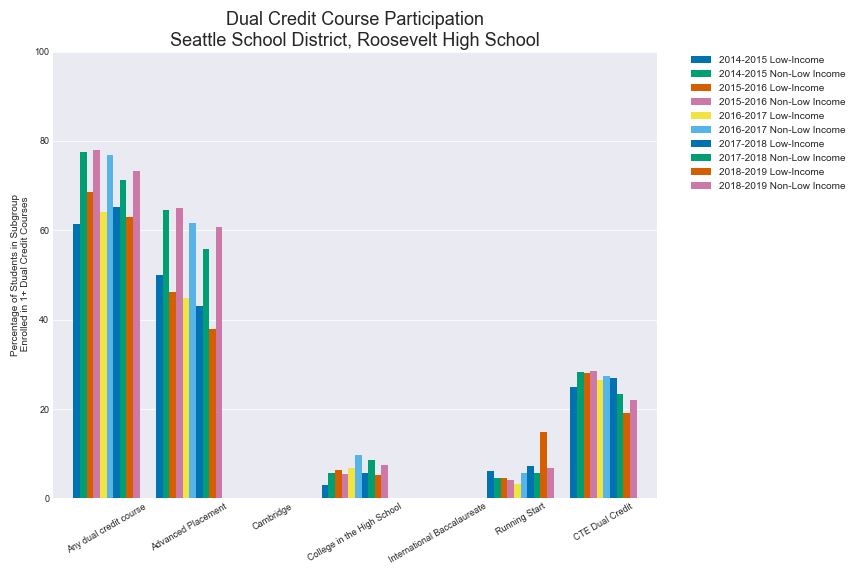 Dual Credit Course Participation
Seattle School District, Roosevelt High School
Percentage of Students in Subgroup
Enrolled in 1+ Dual Credit Courses
100
80
60
40
20
0
Any dual credit course
Advanced Placement
Cambridge
College in the High School
International Baccalaureate
Running Start
CTE Dual Credit
2014-2015 Low-Income
2014-2015 Non-Low Income
2015-2016 Low-Income
2015-2016 Non-Low Income
2016-2017 Low-Income
2016-2017 Non-Low Income
2017-2018 Low-Income
2017-2018 Non-Low Income
2018-2019 Low-Income
2018-2019 Non-Low Income